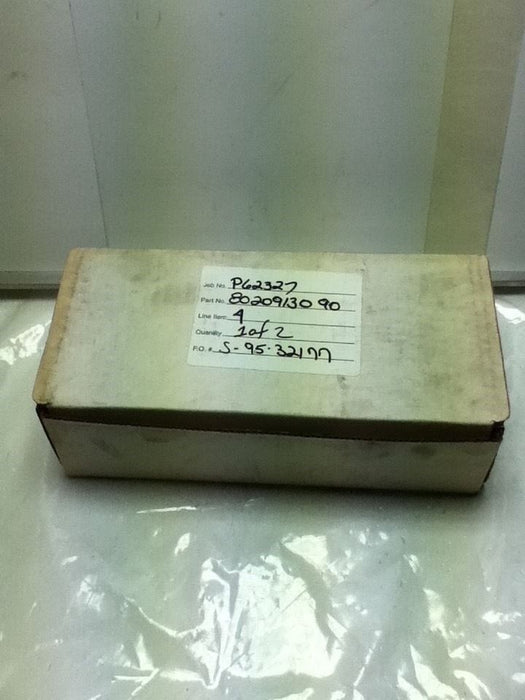 Job No. P62327
Part No. 80209130 90
Line Item 4
Quantity 1 of 2
P.O. # S-95-32177